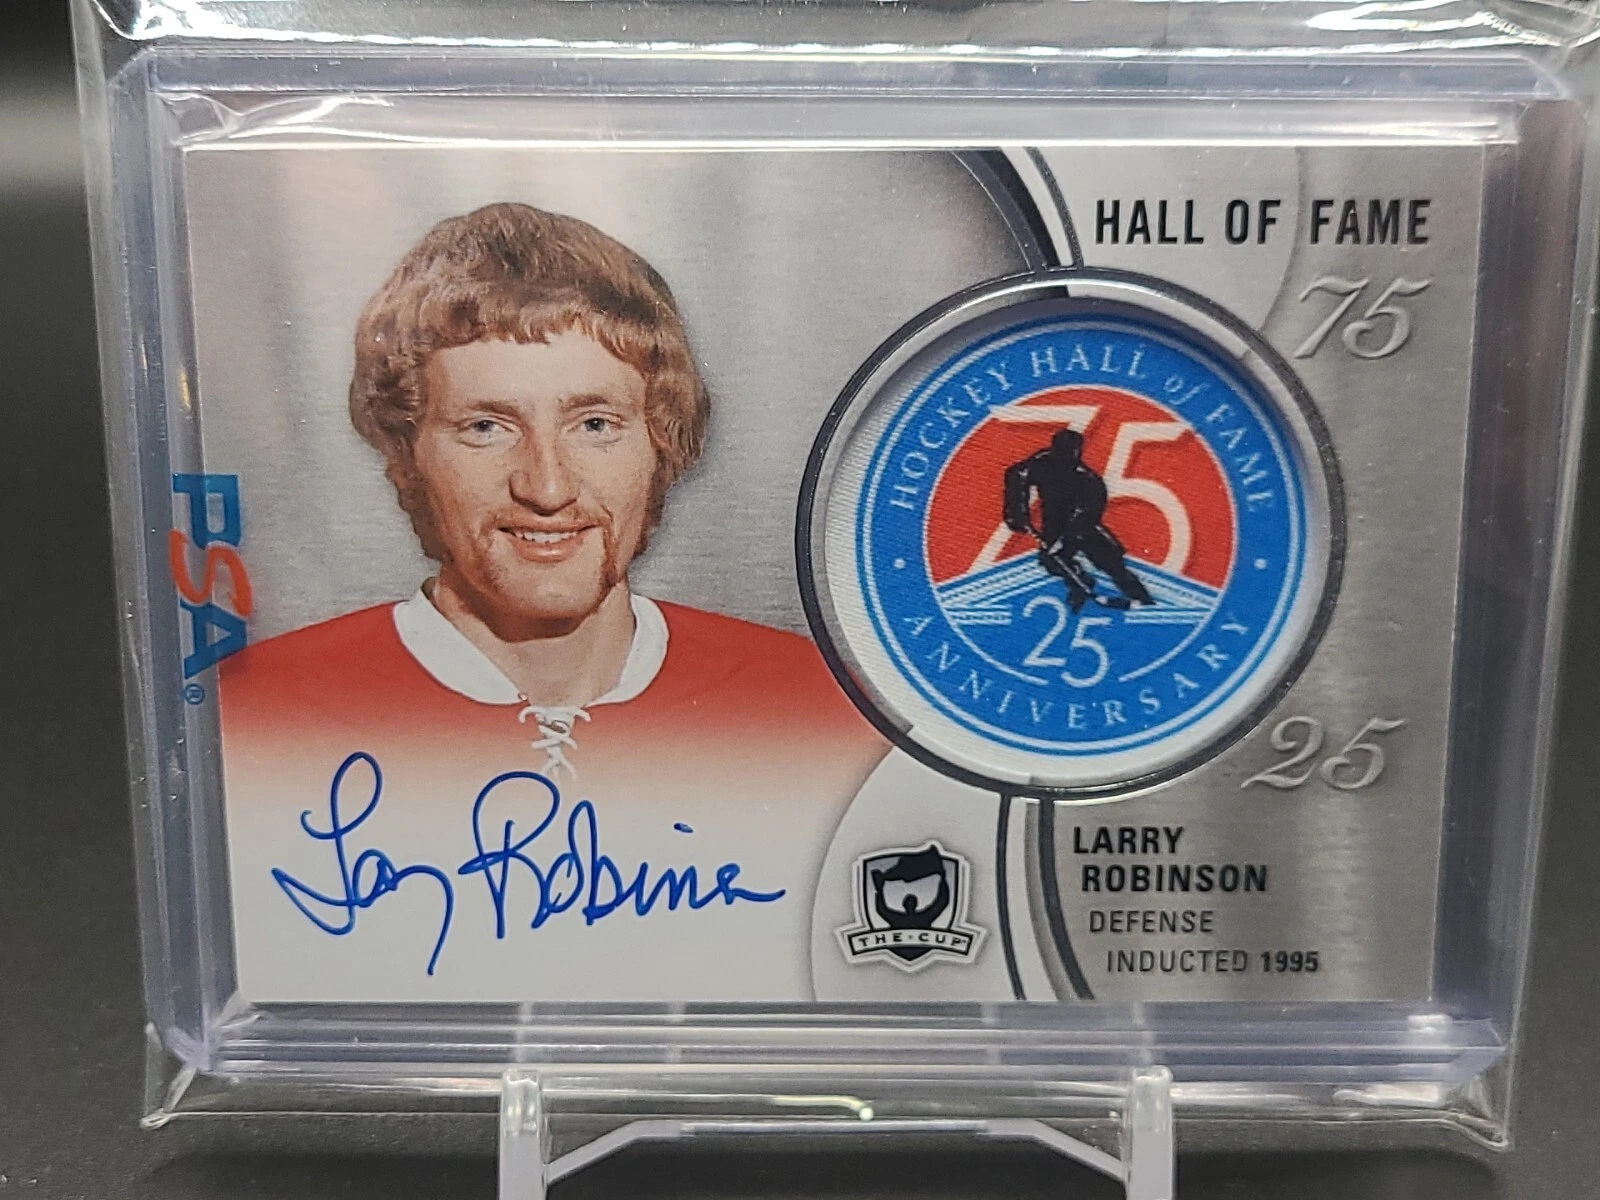 HALL OF FAME
75
HOCKEY HALL of FAME
75
25
ANNIVERSARY
25
PSA®
Larry Robinson
THE·CUP
LARRY
ROBINSON
DEFENSE
INDUCTED 1995